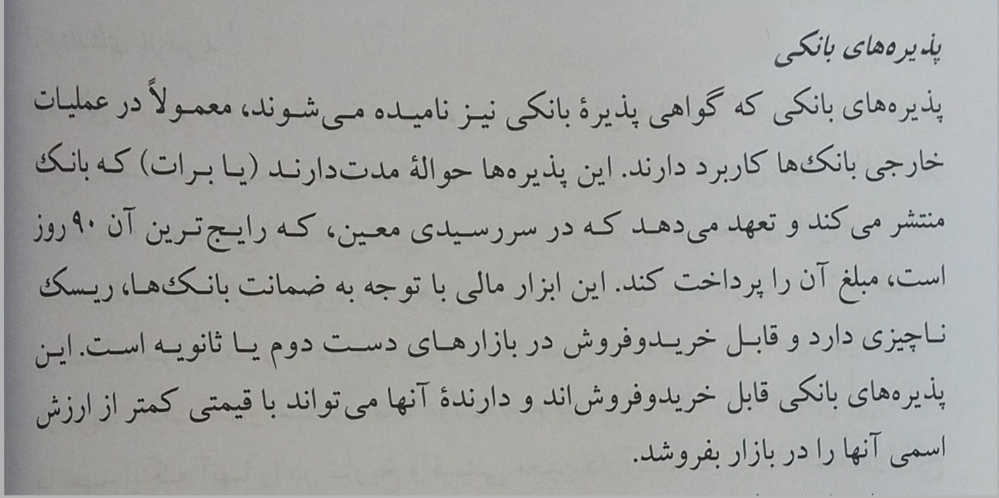 پذیره‌های بانکی
پذیره‌های بانکی که گواهی پذیرهٔ بانکی نیز نامیده می‌شوند، معمولاً در عملیات
خارجی بانک‌ها کاربرد دارند. این پذیره‌ها حوالهٔ مدت‌دارند (یا برات) که بانک
منتشر می‌کند و تعهد می‌دهد که در سررسیدی معین، که رایج‌ترین آن ۹۰ روز
است، مبلغ آن را پرداخت کند. این ابزار مالی با توجه به ضمانت بانک‌ها، ریسک
ناچیزی دارد و قابل خریدوفروش در بازارهای دست دوم یا ثانویه است. این
پذیره‌های بانکی قابل خریدوفروش‌اند و دارندهٔ آنها می‌تواند با قیمتی کمتر از ارزش
اسمی آنها را در بازار بفروشد.